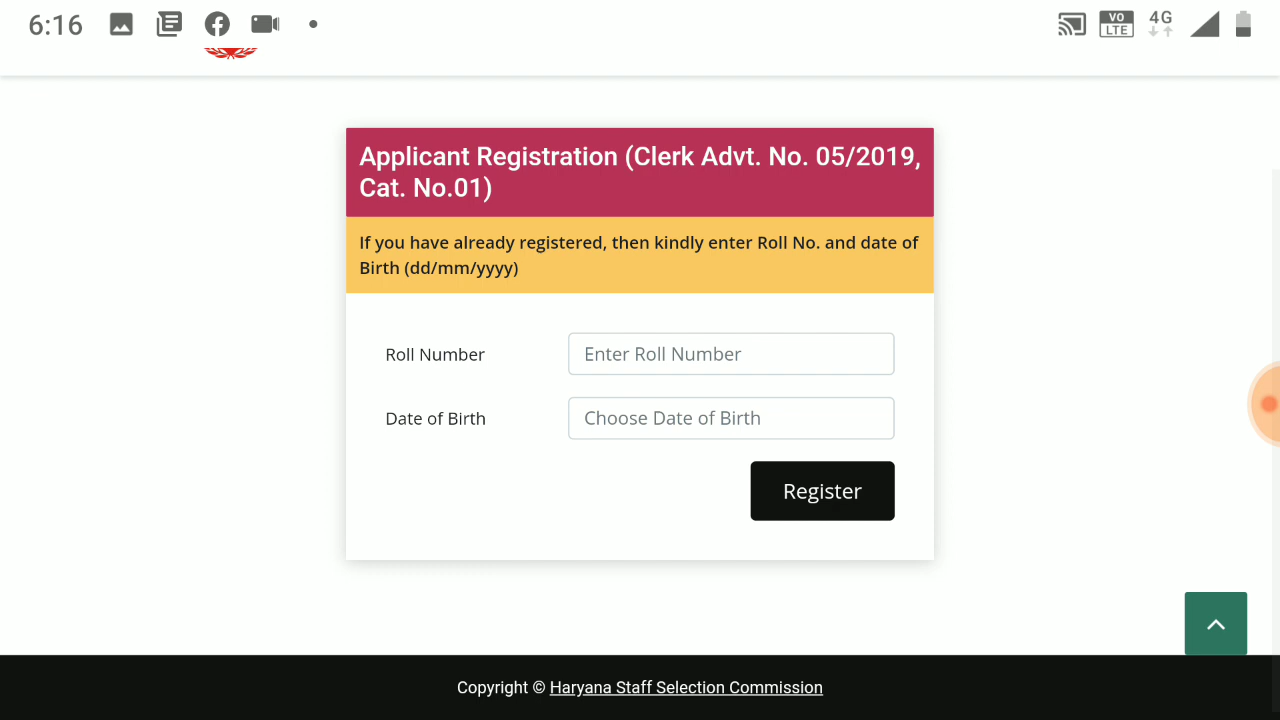 6:16
VO
LTE
4G
Applicant Registration (Clerk Advt. No. 05/2019,
Cat. No.01)
If you have already registered, then kindly enter Roll No. and date of
Birth (dd/mm/yyyy)
Roll Number
Enter Roll Number
Date of Birth
Choose Date of Birth
Register
Copyright © Haryana Staff Selection Commission